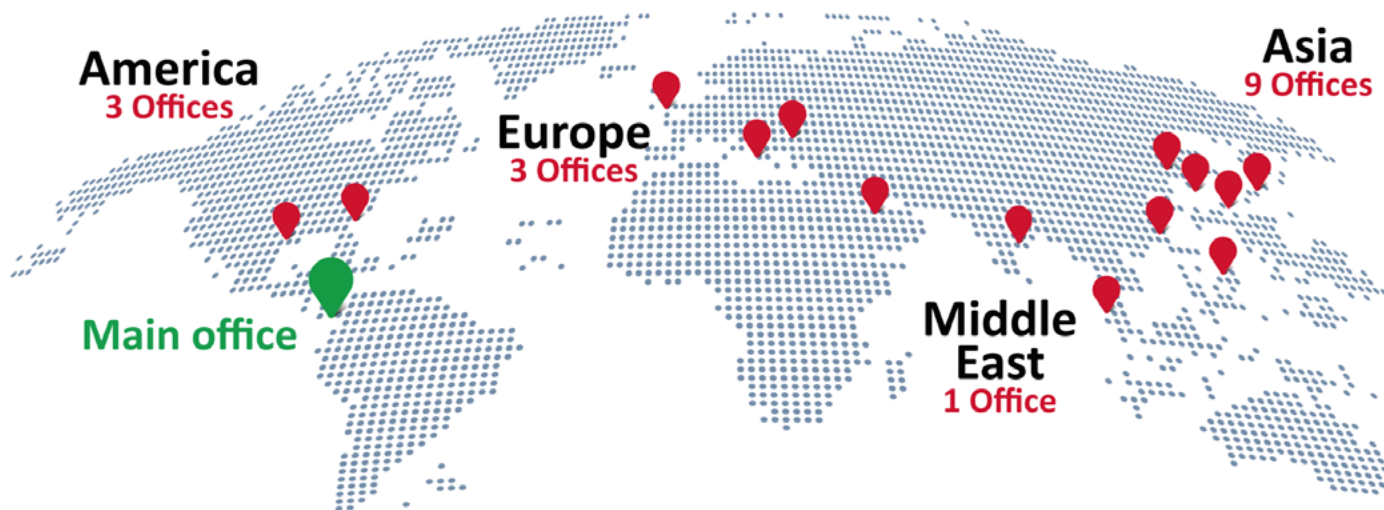 America
3 Offices
Main office
Europe
3 Offices
Middle
East
1 Office
Asia
9 Offices